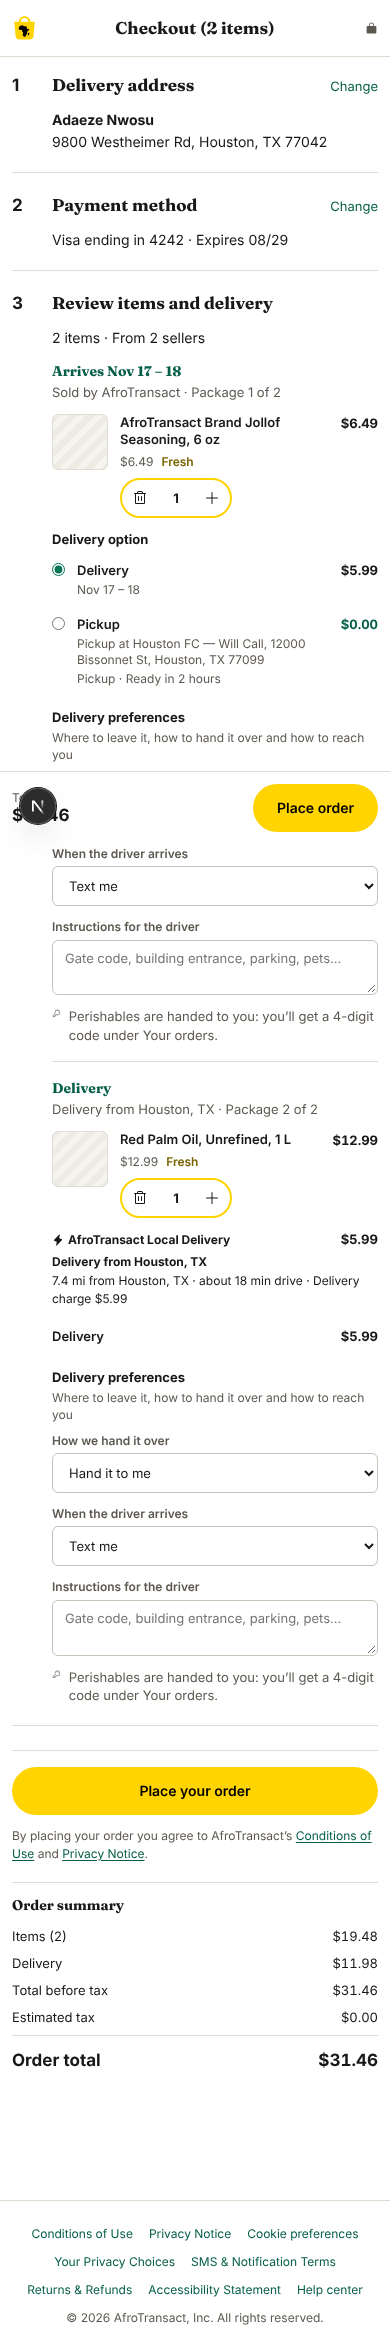 Checkout (2 items)
1 Delivery address Change
Adaeze Nwosu
9800 Westheimer Rd, Houston, TX 77042
2 Payment method Change
Visa ending in 4242 · Expires 08/29
3 Review items and delivery
2 items · From 2 sellers
Arrives Nov 17 – 18
Sold by AfroTransact · Package 1 of 2
AfroTransact Brand Jollof $6.49
Seasoning, 6 oz
$6.49 Fresh
1
Delivery option
Delivery $5.99
Nov 17 – 18
Pickup $0.00
Pickup at Houston FC — Will Call, 12000
Bissonnet St, Houston, TX 77099
Pickup · Ready in 2 hours
Delivery preferences
Where to leave it, how to hand it over and how to reach
you
N
Place order
When the driver arrives
Text me
Instructions for the driver
Gate code, building entrance, parking, pets...
Perishables are handed to you: you’ll get a 4-digit
code under Your orders.
Delivery
Delivery from Houston, TX · Package 2 of 2
Red Palm Oil, Unrefined, 1 L $12.99
$12.99 Fresh
1
AfroTransact Local Delivery $5.99
Delivery from Houston, TX
7.4 mi from Houston, TX · about 18 min drive · Delivery
charge $5.99
Delivery $5.99
Delivery preferences
Where to leave it, how to hand it over and how to reach
you
How we hand it over
Hand it to me
When the driver arrives
Text me
Instructions for the driver
Gate code, building entrance, parking, pets...
Perishables are handed to you: you’ll get a 4-digit
code under Your orders.
Place your order
By placing your order you agree to AfroTransact’s Conditions of
Use and Privacy Notice.
Order summary
Items (2) $19.48
Delivery $11.98
Total before tax $31.46
Estimated tax $0.00
Order total $31.46
Conditions of Use Privacy Notice Cookie preferences
Your Privacy Choices SMS & Notification Terms
Returns & Refunds Accessibility Statement Help center
© 2026 AfroTransact, Inc. All rights reserved.